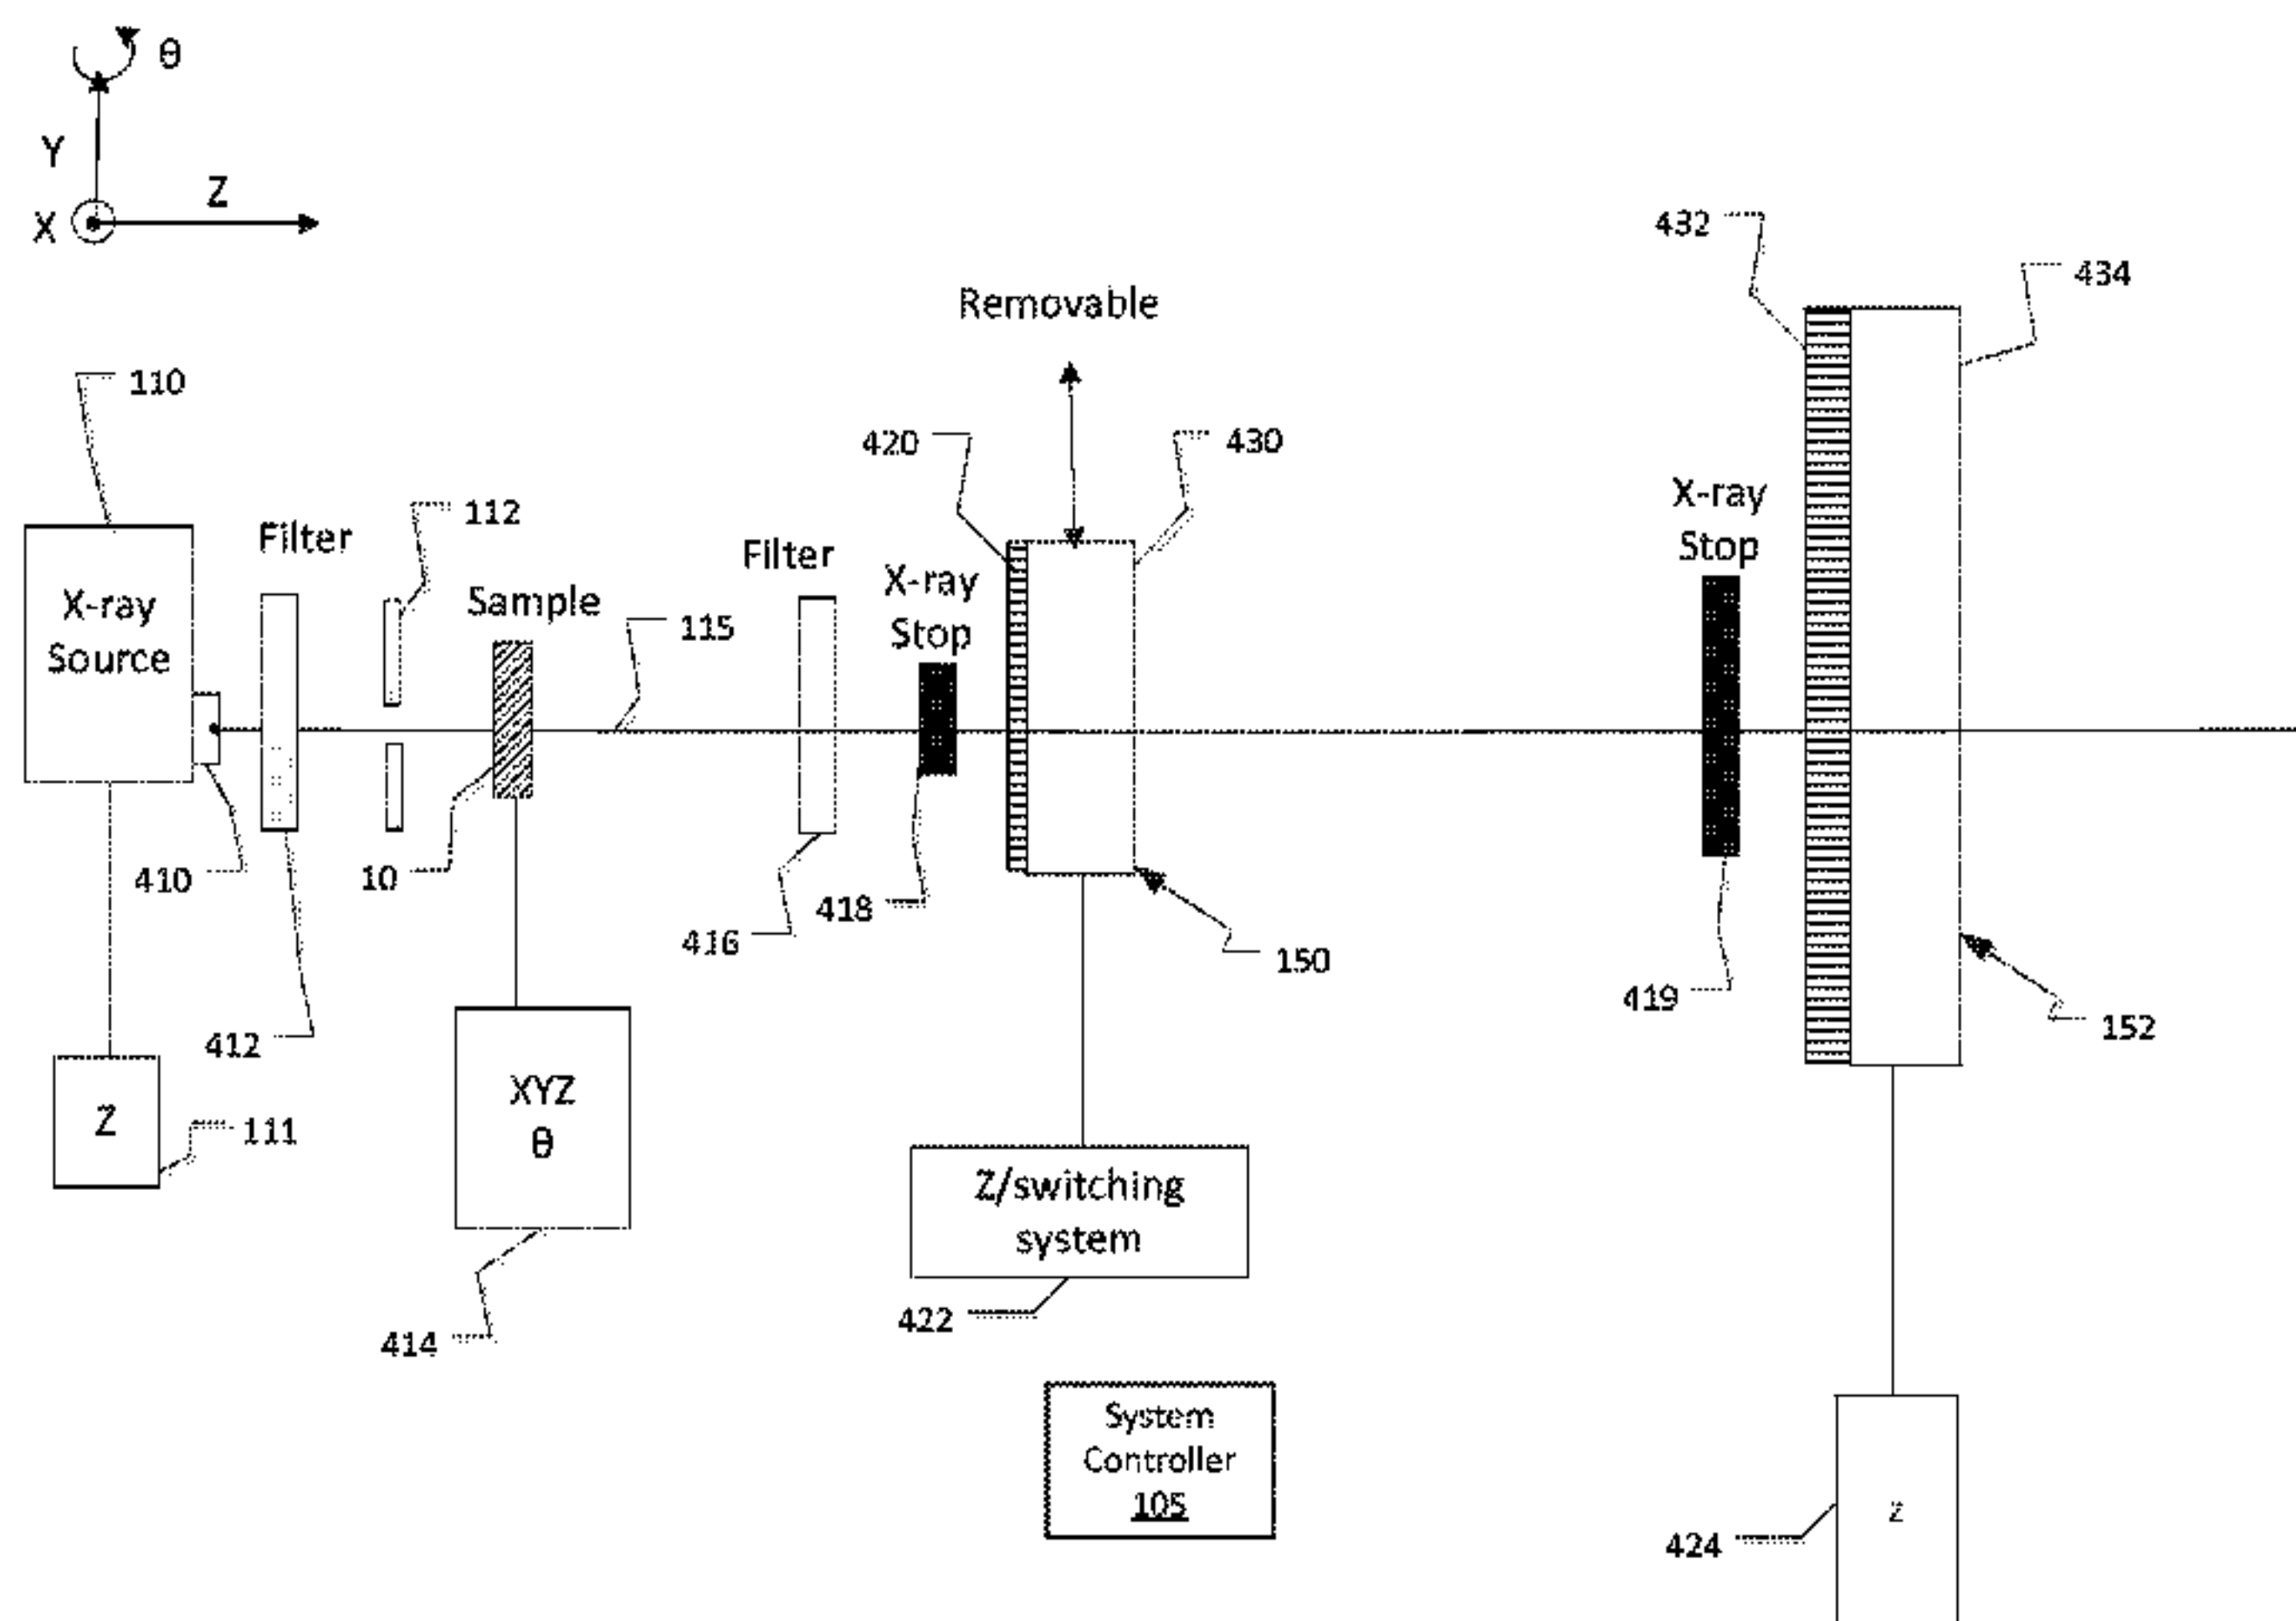 θ
Y
Z
X
432
434
Removable
110
420
430
X-ray
Stop
112
Filter
Filter
X-ray
Stop
Sample
115
X-ray
Source
410
10
418
416
150
419
412
152
XYZ
θ
Z
111
Z/switching
system
422
414
System
Controller
105
z
424